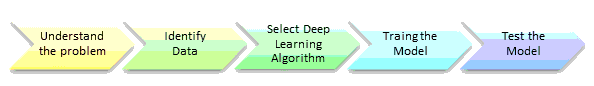 Understand
the problem
Identify
Data
Select Deep
Learning
Algorithm
Traing the
Model
Test the
Model